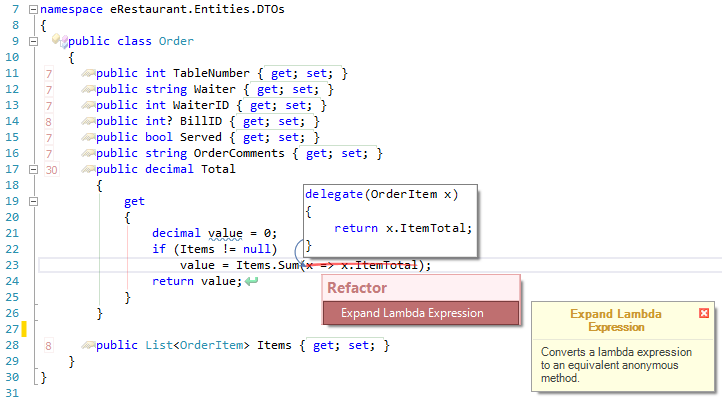 7 namespace eRestaurant.Entities.DTOs
8 {
9 public class Order
10 {
11 7 public int TableNumber { get; set; }
12 7 public string Waiter { get; set; }
13 7 public int WaiterID { get; set; }
14 8 public int? BillID { get; set; }
15 7 public bool Served { get; set; }
16 7 public string OrderComments { get; set; }
17 30 public decimal Total
18 {
19 get
20 {
21 decimal value = 0;
22 if (Items != null)
23 value = Items.Sum(x => x.ItemTotal);
24 return value;
25 }
26 }
27
28 8 public List<OrderItem> Items { get; set; }
29 }
30 }
31
delegate(OrderItem x)
{
return x.ItemTotal;
}
Refactor
Expand Lambda Expression
Expand Lambda
Expression
Converts a lambda expression
to an equivalent anonymous
method.